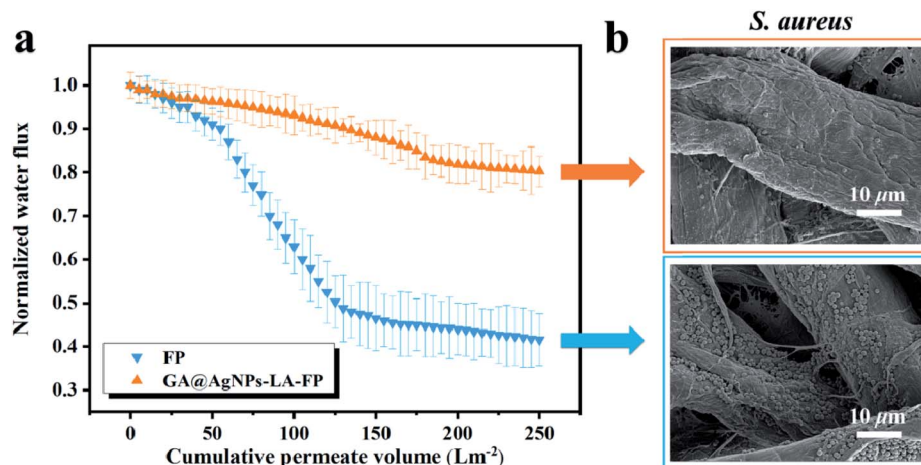 a
Normalized water flux
1.0
0.9
0.8
0.7
0.6
0.5
0.4
0.3
FP
GA@AgNPs-LA-FP
0 50 100 150 200 250
Cumulative permeate volume (Lm⁻²)
b
S. aureus
10 µm
10 µm